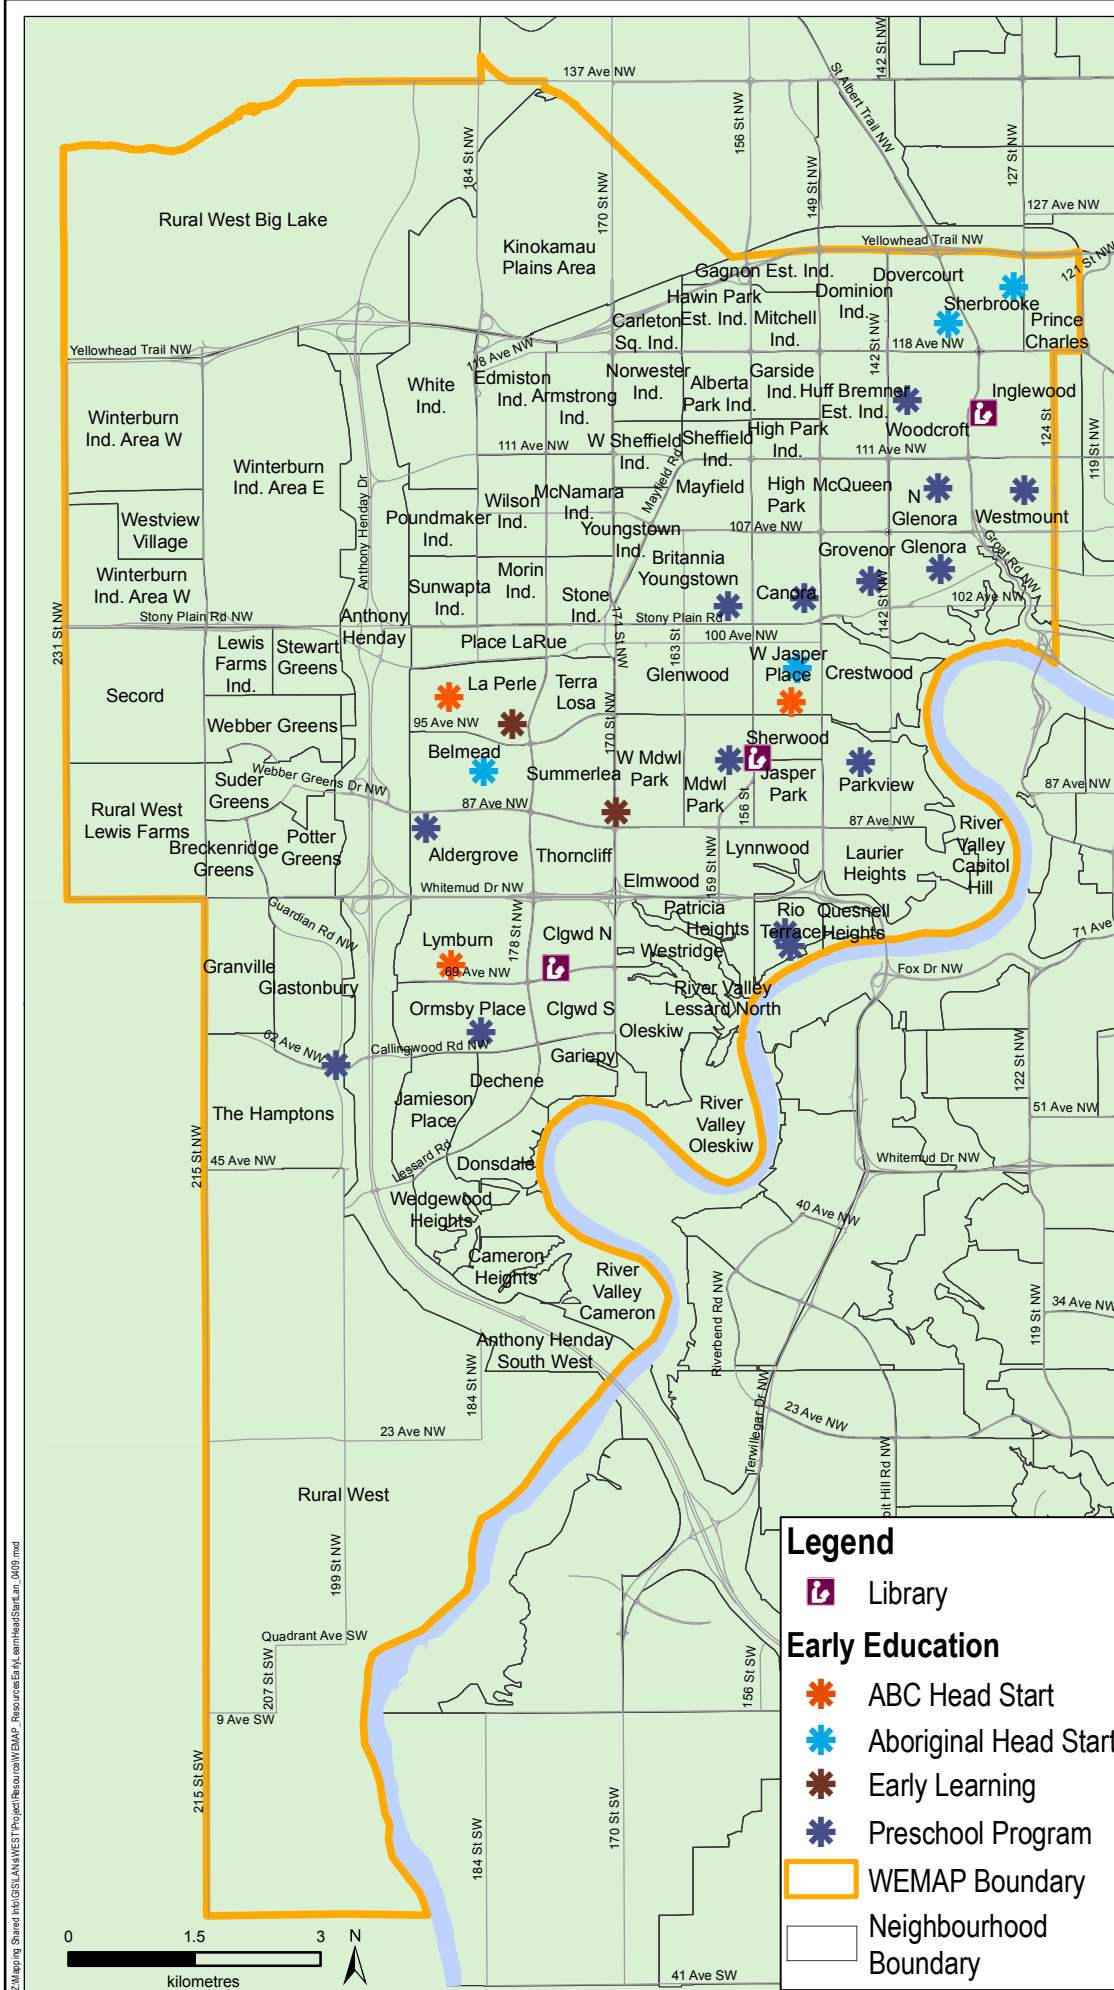 137 Ave NW
142 St NW
St Albert Trail NW
156 St NW
184 St NW
127 St NW
170 St NW
149 St NW
127 Ave NW
Rural West Big Lake
Kinokamau
Plains Area
Yellowhead Trail NW
121 St NW
Gagnon Est. Ind.
Dovercourt
Hawin Park
Est. Ind.
Dominion
Ind.
Sherbrooke
Carleton
Sq. Ind.
Mitchell
Ind.
Prince
Charles
142 St NW
118 Ave NW
Yellowhead Trail NW
118 Ave NW
White
Ind.
Edmiston
Ind.
Armstrong
Ind.
Norwester
Ind.
Alberta
Park Ind.
Garside
Ind.
Huff Bremner
Est. Ind.
Inglewood
Woodcroft
124 St
119 St NW
Winterburn
Ind. Area W
111 Ave NW
W Sheffield
Ind.
Sheffield
Ind.
High Park
Ind.
111 Ave NW
Winterburn
Ind. Area E
Anthony Henday Dr
Mayfield Rd
Mayfield
High
Park
McQueen
N
Glenora
Westmount
Wilson
Ind.
McNamara
Ind.
Westview
Village
Poundmaker
Ind.
Youngstown
Ind.
107 Ave NW
Groat Rd NW
Winterburn
Ind. Area W
Sunwapta
Ind.
Morin
Ind.
Stone
Ind.
Britannia
Youngstown
Grovenor
Glenora
Canora
142 St NW
102 Ave NW
231 St NW
Stony Plain Rd NW
Anthony
Henday
171 St NW
Stony Plain Rd
100 Ave NW
163 St
Lewis
Farms
Ind.
Stewart
Greens
Place LaRue
W Jasper
Place
Crestwood
Glenwood
Secord
La Perle
Terra
Losa
170 St NW
Webber Greens
95 Ave NW
Belmead
Sherwood
Summerlea
W Mdwl
Park
Mdwl
Park
Jasper
Park
Parkview
Suder
Greens
Webber Greens Dr NW
87 Ave NW
87 Ave NW
156 St
87 Ave NW
Rural West
Lewis Farms
Breckenridge
Greens
Potter
Greens
Aldergrove
Thorncliff
Lynnwood
Laurier
Heights
River
Valley
Capitol
Hill
Elmwood
159 St NW
Whitemud Dr NW
Guardian Rd NW
178 St NW
Patricia
Heights
Rio
Terrace
Quesnell
Heights
71 Ave
Lymburn
Clgwd N
Westridge
Granville
Glastonbury
69 Ave NW
Fox Dr NW
River Valley
Lessard North
Ormsby Place
Clgwd S
Oleskiw
62 Ave NW
Callingwood Rd NW
Gariepy
122 St NW
Dechene
The Hamptons
Jamieson
Place
River
Valley
Oleskiw
51 Ave NW
215 St NW
45 Ave NW
Lessard Rd
Donsdale
Whitemud Dr NW
Wedgewood
Heights
40 Ave NW
Cameron
Heights
River
Valley
Cameron
Riverbend Rd NW
34 Ave NW
119 St NW
Anthony Henday
South West
184 St NW
23 Ave NW
Terwillegar Dr NW
23 Ave NW
bit Hill Rd NW
Rural West
199 St NW
Quadrant Ave SW
207 St SW
9 Ave SW
215 St SW
156 St SW
184 St SW
170 St SW
41 Ave SW
Legend
Library
Early Education
ABC Head Start
Aboriginal Head Start
Early Learning
Preschool Program
WEMAP Boundary
Neighbourhood
Boundary
0 1.5 3
kilometres
N